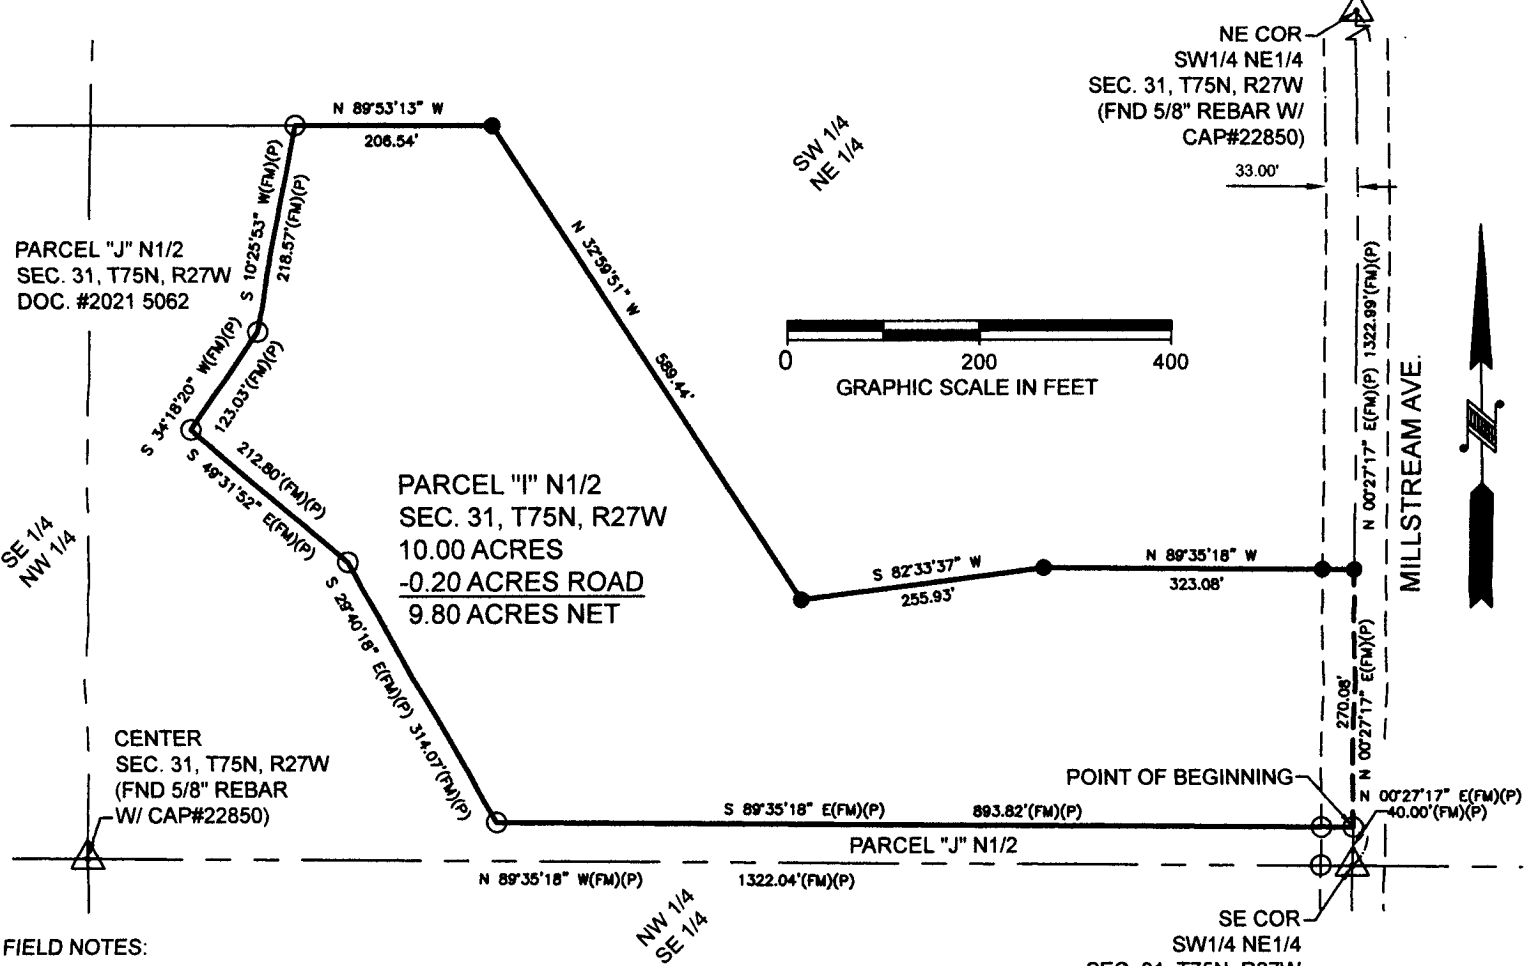 NE COR
SW1/4 NE1/4
SEC. 31, T75N, R27W
(FND 5/8" REBAR W/
CAP#22850)
33.00'
N 89°53'13" W
206.54'
SW 1/4
NE 1/4
S 10°25'53" W(FM)(P)
218.57'(FM)(P)
PARCEL "J" N1/2
SEC. 31, T75N, R27W
DOC. #2021 5062
N 32°59'51" W
589.44'
0 200 400
GRAPHIC SCALE IN FEET
N 00°27'17" E(FM)(P) 1322.99'(FM)(P)
MILLSTREAM AVE.
S 34°18'20" W(FM)(P)
123.03'(FM)(P)
212.80'(FM)(P)
S 49°31'52" E(FM)(P)
PARCEL "I" N1/2
SEC. 31, T75N, R27W
10.00 ACRES
-0.20 ACRES ROAD
9.80 ACRES NET
SE 1/4
NW 1/4
S 82°33'37" W
255.93'
N 89°35'18" W
323.08'
S 29°40'18" E(FM)(P) 314.07'(FM)(P)
270.08'
N 00°27'17" E(FM)(P)
CENTER
SEC. 31, T75N, R27W
(FND 5/8" REBAR
W/ CAP#22850)
POINT OF BEGINNING
N 00°27'17" E(FM)(P)
40.00'(FM)(P)
S 89°35'18" E(FM)(P) 893.82'(FM)(P)
PARCEL "J" N1/2
N 89°35'18" W(FM)(P) 1322.04'(FM)(P)
NW 1/4
SE 1/4
SE COR
SW1/4 NE1/4
SEC. 31, T75N, R27W
FIELD NOTES: